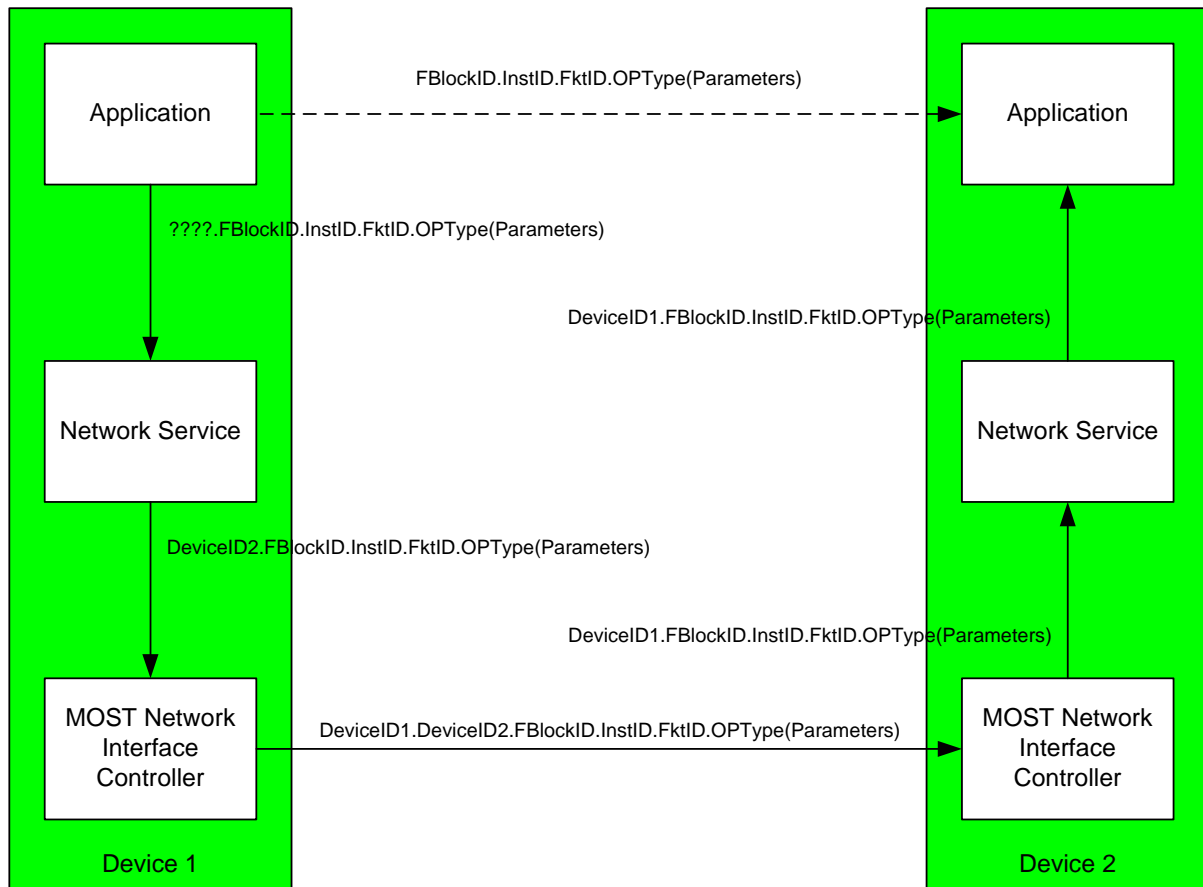 FBlockID.InstID.FktID.OPType(Parameters)
Application
Application
????.FBlockID.InstID.FktID.OPType(Parameters)
DeviceID1.FBlockID.InstID.FktID.OPType(Parameters)
Network Service
Network Service
DeviceID2.FBlockID.InstID.FktID.OPType(Parameters)
DeviceID1.FBlockID.InstID.FktID.OPType(Parameters)
MOST Network
Interface
Controller
DeviceID1.DeviceID2.FBlockID.InstID.FktID.OPType(Parameters)
MOST Network
Interface
Controller
Device 1
Device 2